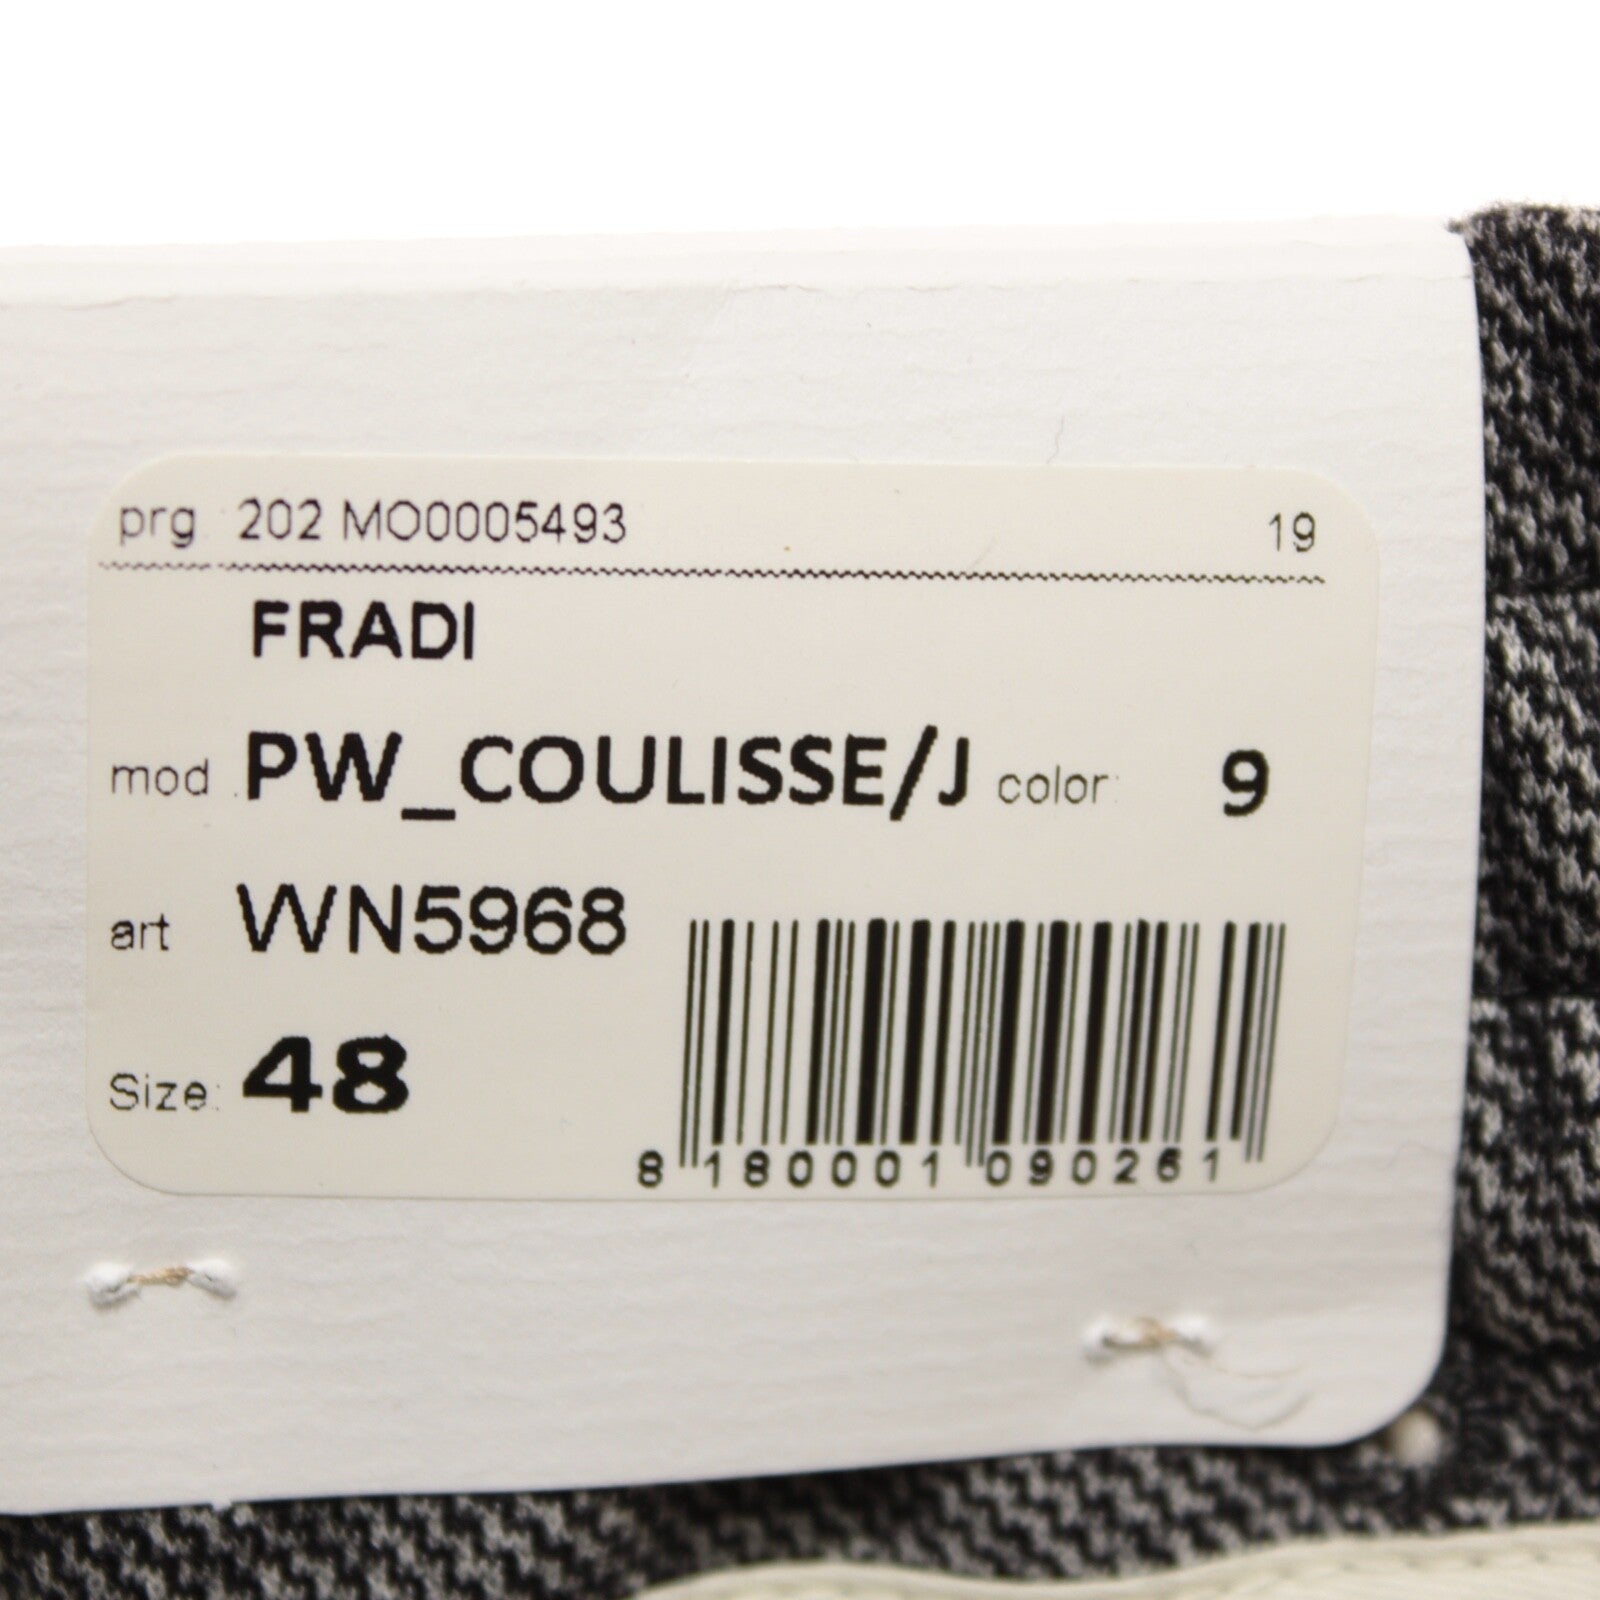 prg 202 MO0005493 19
FRADI
mod PW_COULISSE/J color: 9
art WN5968
Size: 48
8 180001 090261